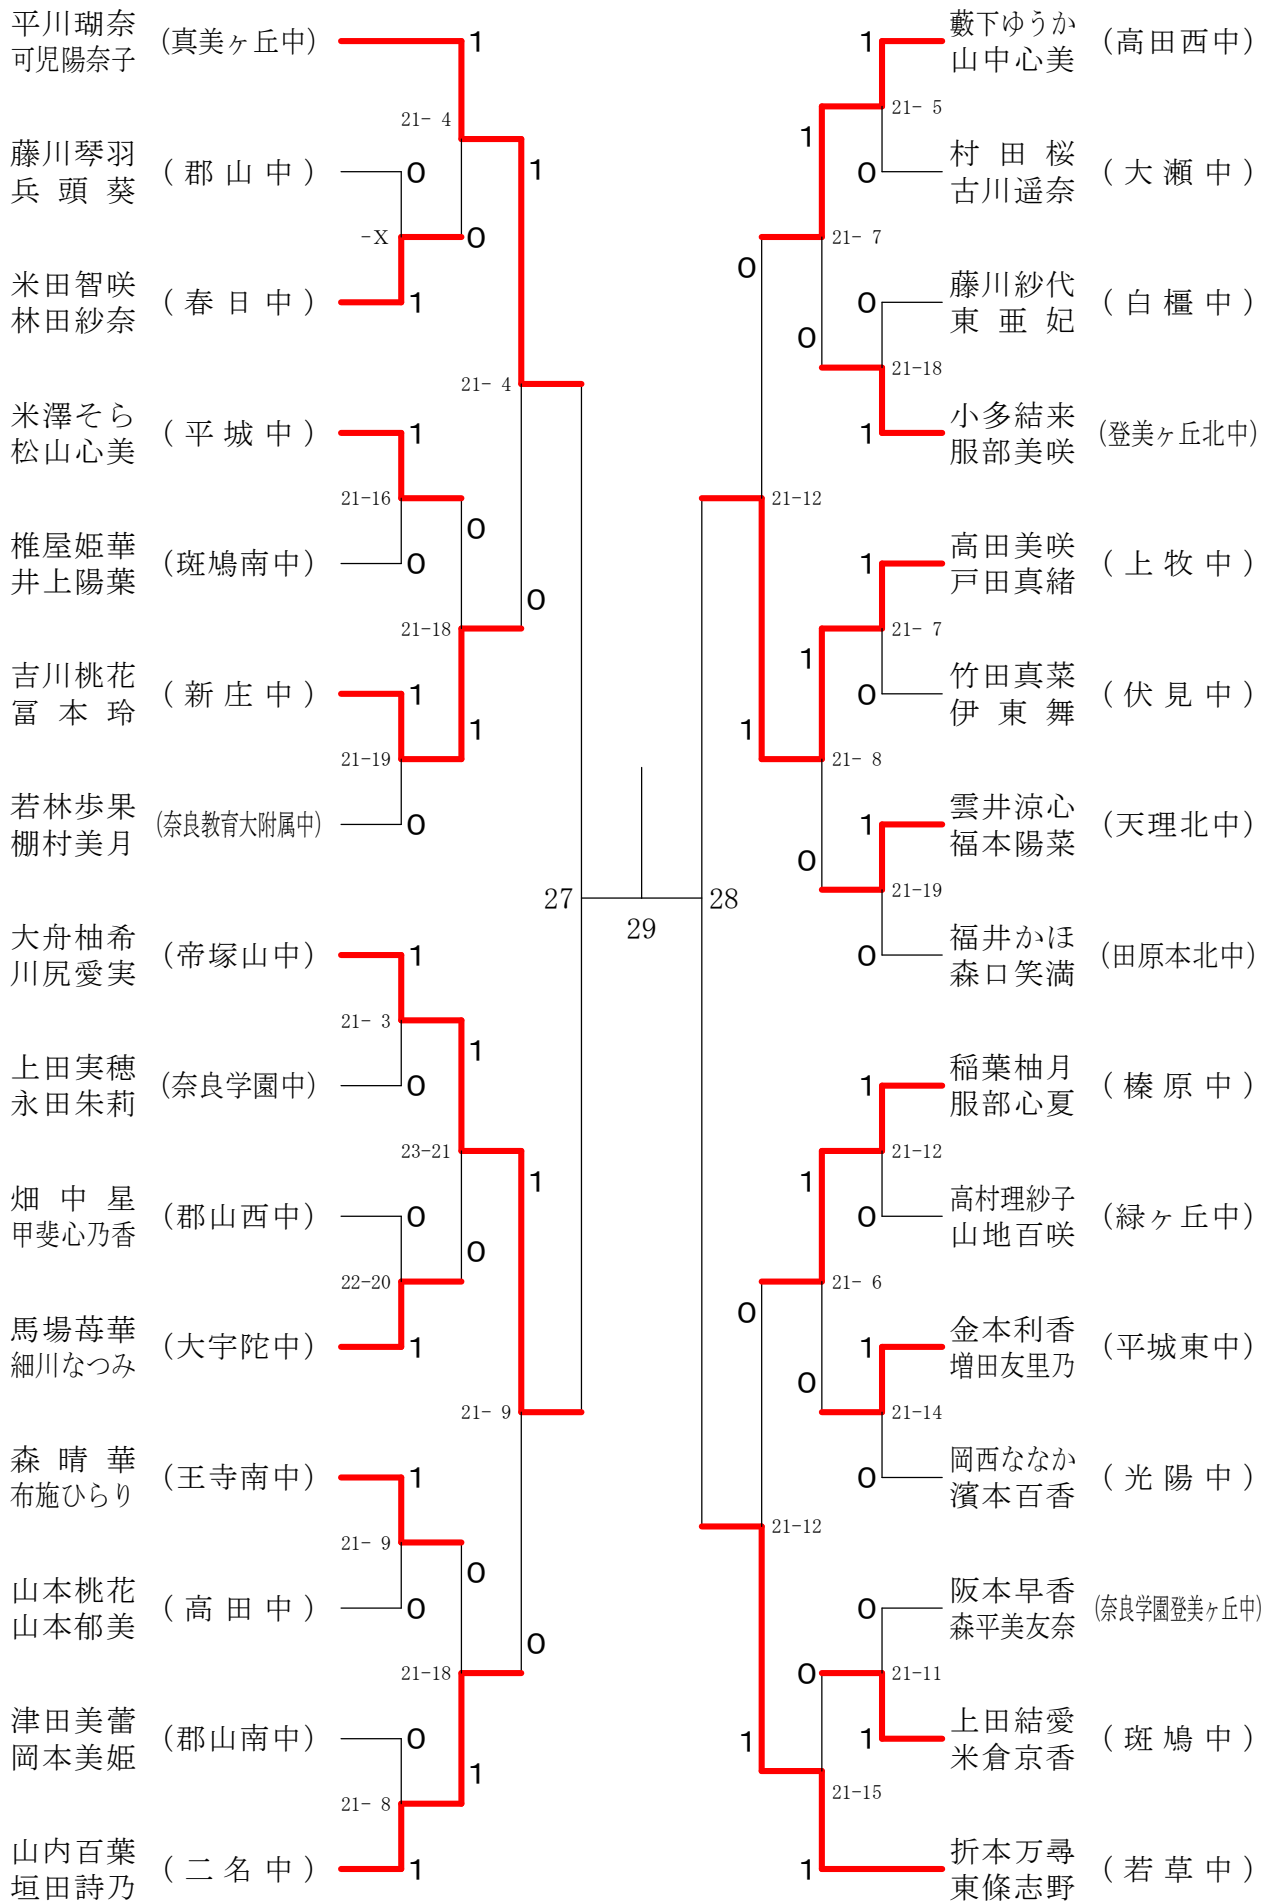 平川瑚奈
可児陽奈子
(真美ヶ丘中)
1
21- 4
藤川琴羽
兵頭葵
(郡山中)
0
1
-X
0
米田智咲
林田紗奈
(春日中)
1
21- 4
米澤そら
松山心美
(平城中)
1
21-16
0
椎屋姫華
井上陽葉
(斑鳩南中)
0
0
21-18
吉川桃花
冨本玲
(新庄中)
1
1
21-19
若林歩果
棚村美月
(奈良教育大附属中)
0
27
大舟柚希
川尻愛実
(帝塚山中)
1
21- 3
1
上田実穂
永田朱莉
(奈良学園中)
0
23-21
1
畑中星
甲斐心乃香
(郡山西中)
0
0
22-20
馬場苺華
細川なつみ
(大宇陀中)
1
21- 9
森晴華
布施ひらり
(王寺南中)
1
21- 9
0
山本桃花
山本郁美
(高田中)
0
0
21-18
津田美蕾
岡本美姫
(郡山南中)
0
1
21- 8
山内百葉
垣田詩乃
(二名中)
1
29
1
藪下ゆうか
山中心美
(高田西中)
21- 5
1
0
村田桜
古川遥奈
(大瀬中)
21- 7
0
0
藤川紗代
東亜妃
(白橿中)
0
21-18
1
小多結来
服部美咲
(登美ヶ丘北中)
21-12
1
高田美咲
戸田真緒
(上牧中)
21- 7
1
0
竹田真菜
伊東舞
(伏見中)
1
21- 8
1
雲井涼心
福本陽菜
(天理北中)
0
21-19
28
0
福井かほ
森口笑満
(田原本北中)
1
稲葉柚月
服部心夏
(榛原中)
21-12
1
0
高村理紗子
山地百咲
(緑ヶ丘中)
21- 6
0
1
金本利香
増田友里乃
(平城東中)
0
21-14
0
岡西ななか
濱本百香
(光陽中)
21-12
0
阪本早香
森平美友奈
(奈良学園登美ヶ丘中)
0
21-11
1
1
上田結愛
米倉京香
(斑鳩中)
21-15
1
折本万尋
東條志野
(若草中)